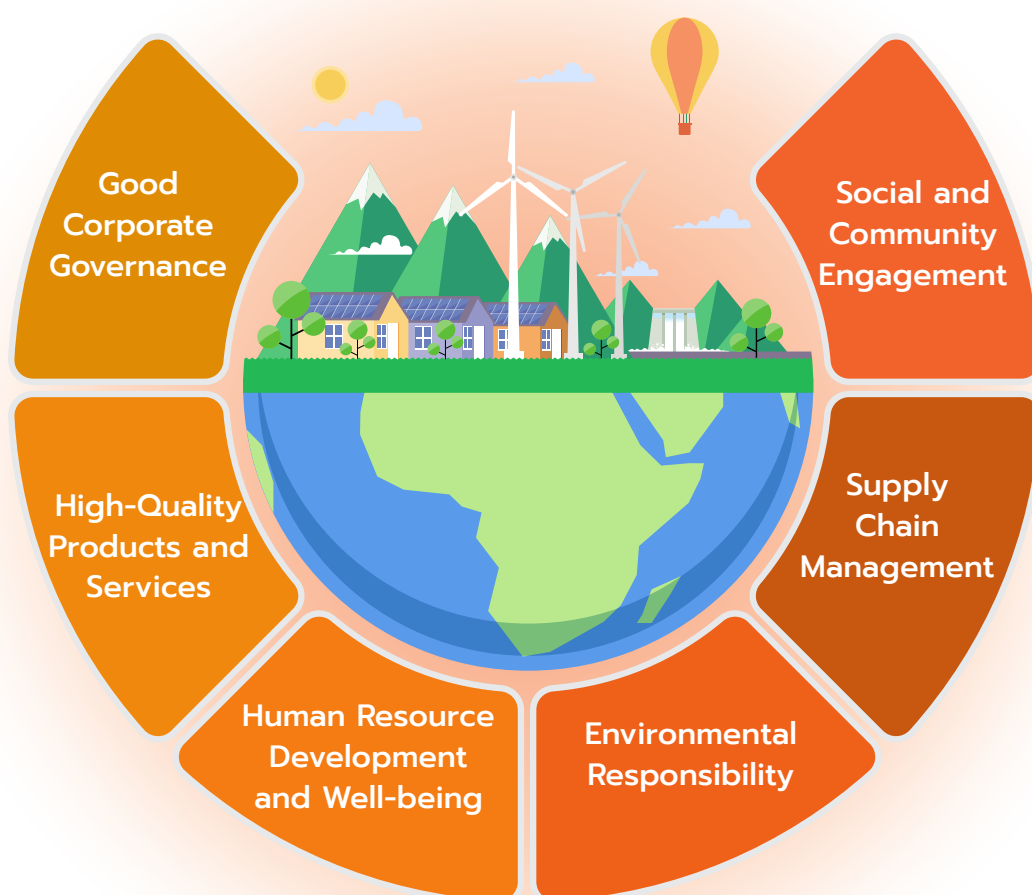 Good
Corporate
Governance
High-Quality
Products and
Services
Human Resource
Development
and Well-being
Environmental
Responsibility
Supply
Chain
Management
Social and
Community
Engagement